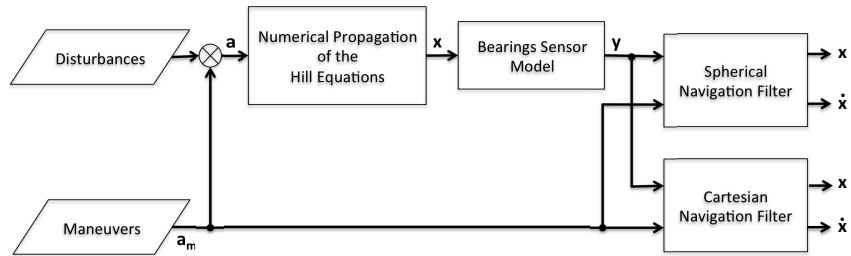 Disturbances
a
Numerical Propagation
of the
Hill Equations
x
Bearings Sensor
Model
y
Spherical
Navigation Filter
x
ẋ
Maneuvers
aₘ
Cartesian
Navigation Filter
x
ẋ